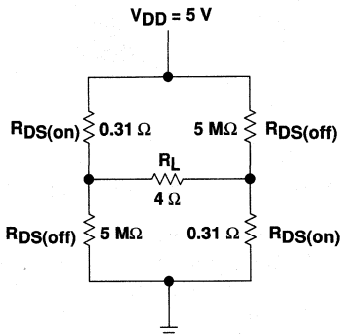 VDD = 5 V
RDS(on) 0.31 Ω 5 MΩ RDS(off)
RL
4 Ω
RDS(off) 5 MΩ 0.31 Ω RDS(on)